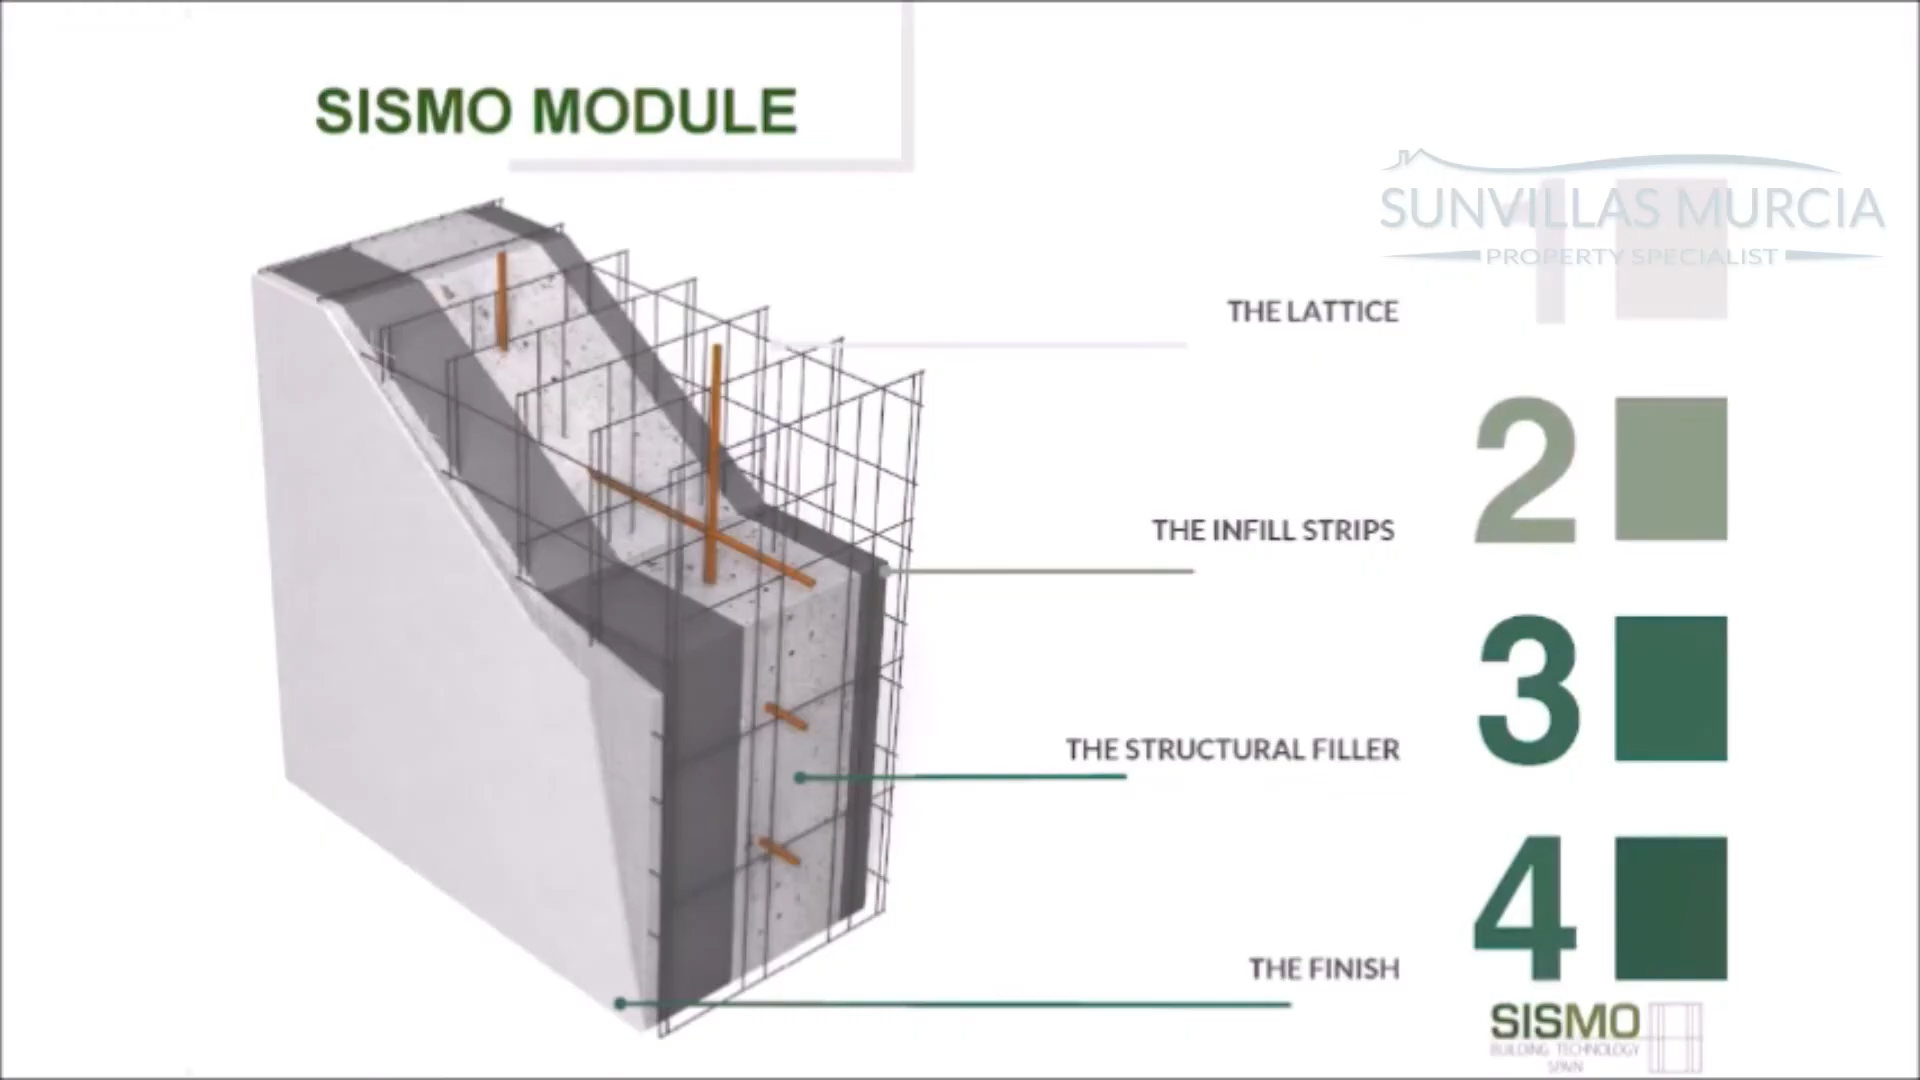 SISMO MODULE
SUNVILLAS MURCIA
PROPERTY SPECIALIST
1
THE LATTICE
2
THE INFILL STRIPS
3
THE STRUCTURAL FILLER
4
THE FINISH
SISMO
BUILDING TECHNOLOGY
SPAIN